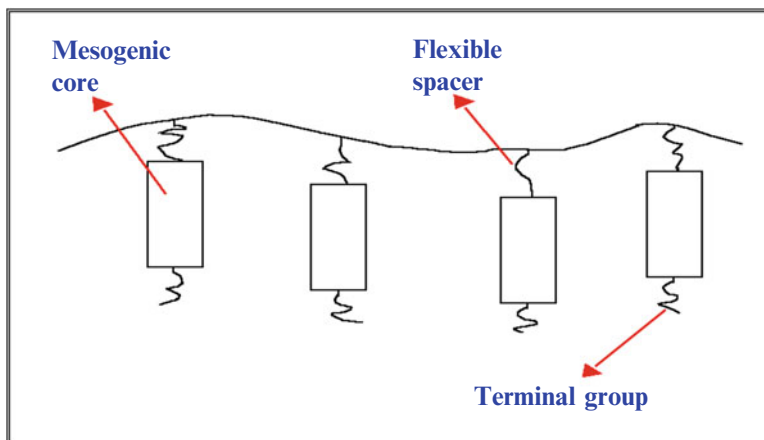 Mesogenic
core
Flexible
spacer
Terminal group